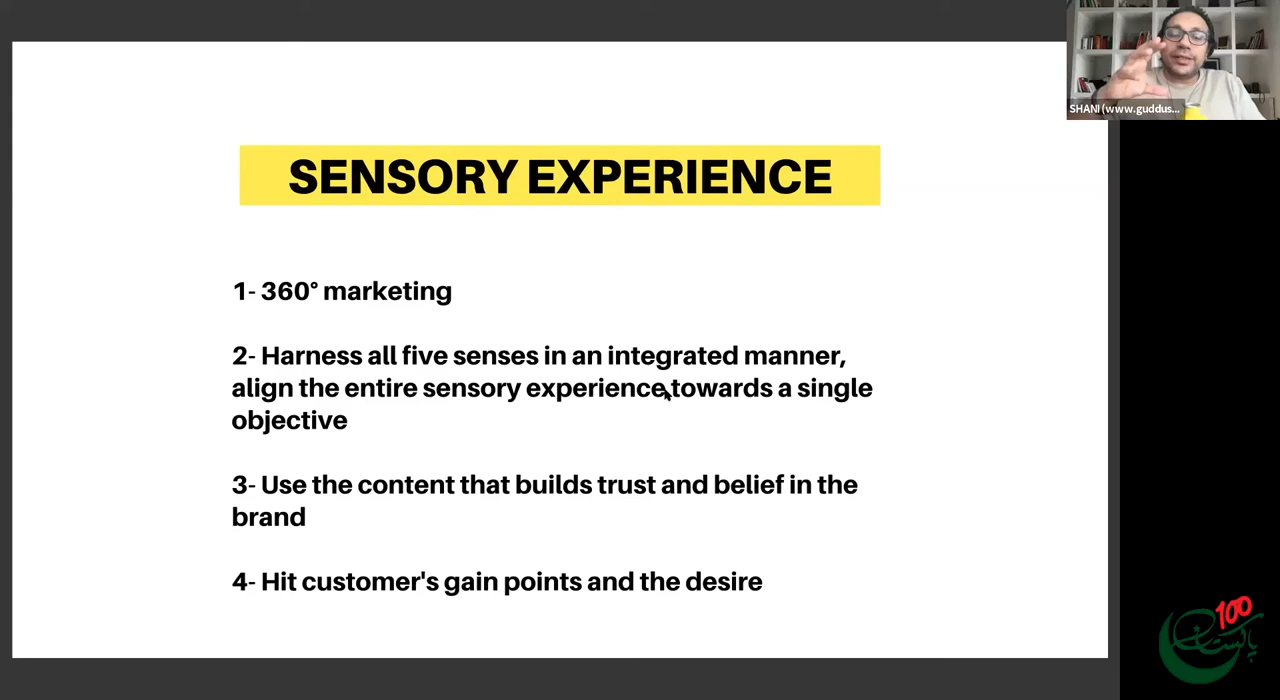 SHANI (www.guddus...
SENSORY EXPERIENCE
1- 360° marketing
2- Harness all five senses in an integrated manner,
align the entire sensory experience towards a single
objective
3- Use the content that builds trust and belief in the
brand
4- Hit customer's gain points and the desire
100
پاکستان